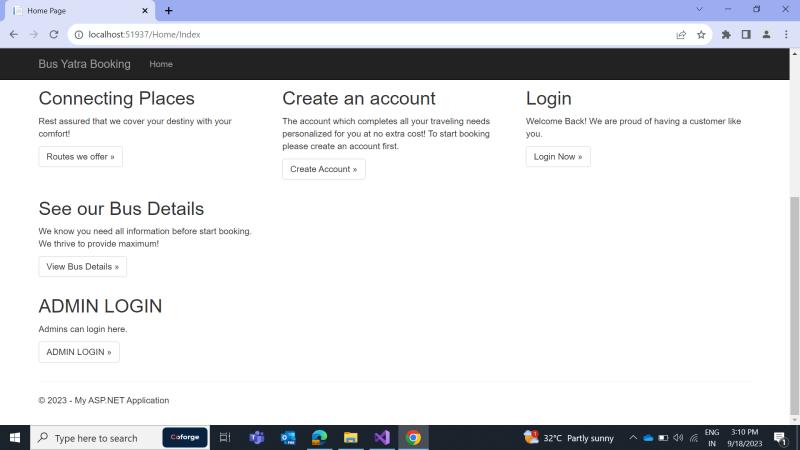 Home Page
localhost:51937/Home/Index
Bus Yatra Booking Home
Connecting Places
Rest assured that we cover your destiny with your
comfort!
Routes we offer »
Create an account
The account which completes all your traveling needs
personalized for you at no extra cost! To start booking
please create an account first.
Create Account »
Login
Welcome Back! We are proud of having a customer like
you.
Login Now »
See our Bus Details
We know you need all information before start booking.
We thrive to provide maximum!
View Bus Details »
ADMIN LOGIN
Admins can login here.
ADMIN LOGIN »
© 2023 - My ASP.NET Application
Type here to search
Coforge
32°C Partly sunny
ENG
IN
3:10 PM
9/18/2023
1